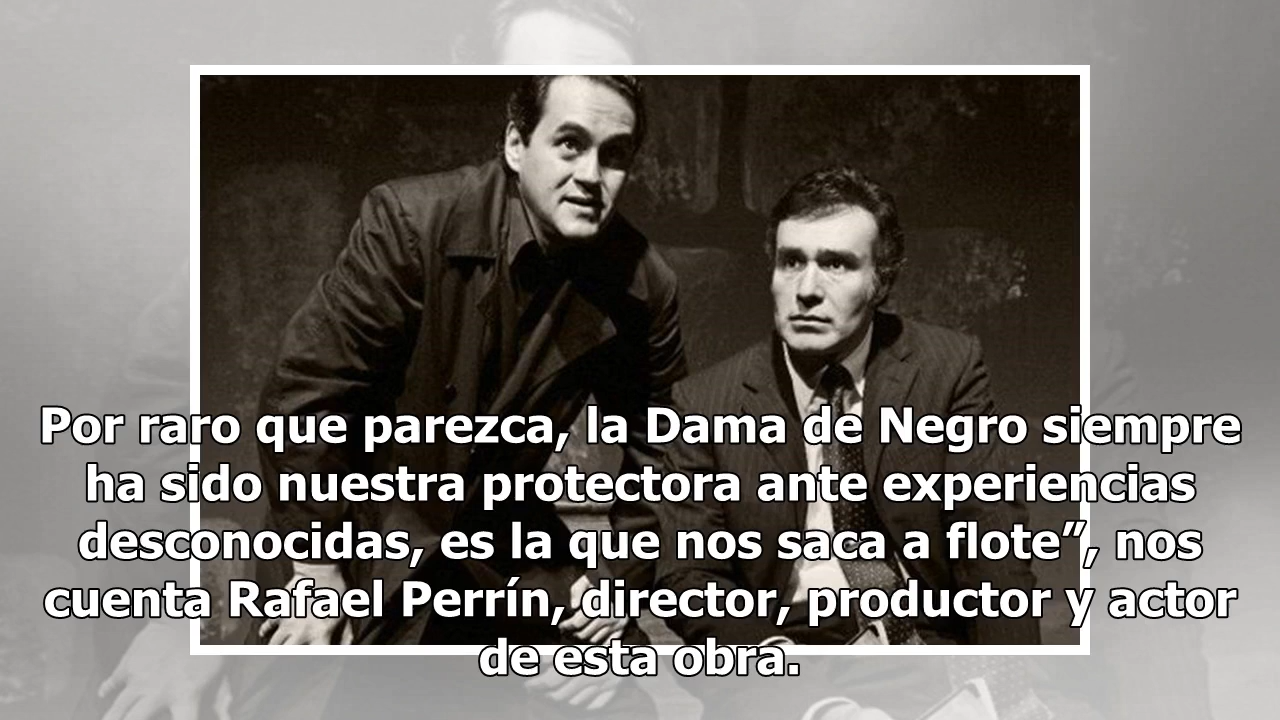 Por raro que parezca, la Dama de Negro siempre
ha sido nuestra protectora ante experiencias
desconocidas, es la que nos saca a flote”, nos
cuenta Rafael Perrín, director, productor y actor
de esta obra.